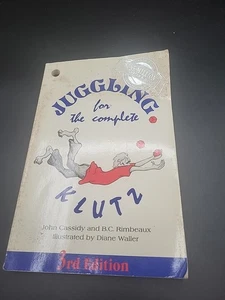 JUGGLING
for
the complete
KLUTZ
John Cassidy and B.C. Rimbeaux
Illustrated by Diane Waller
3rd Edition